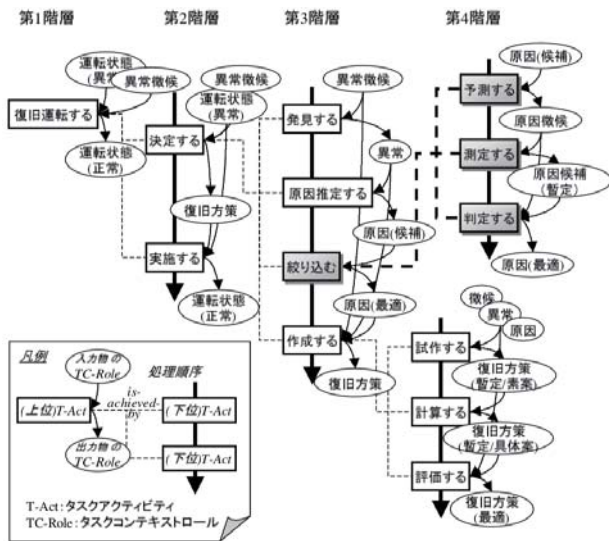 第1階層
第2階層
第3階層
第4階層
運転状態
(異常)
異常徴候
復旧運転する
運転状態
(正常)
異常徴候
運転状態
(異常)
決定する
復旧方策
実施する
運転状態
(正常)
異常徴候
発見する
異常
原因推定する
原因(候補)
絞り込む
原因(最適)
作成する
復旧方策
原因(候補)
予測する
原因徴候
測定する
原因候補
(暫定)
判定する
原因(最適)
徴候
異常
原因
試作する
復旧方策
(暫定/素案)
計算する
復旧方策
(暫定/具体案)
評価する
復旧方策
(最適)
凡例
入力物の
TC-Role
処理順序
is-
achieved-
by
(上位)T-Act
(下位)T-Act
出力物の
TC-Role
(下位)T-Act
T-Act:タスクアクティビティ
TC-Role:タスクコンテキストロール